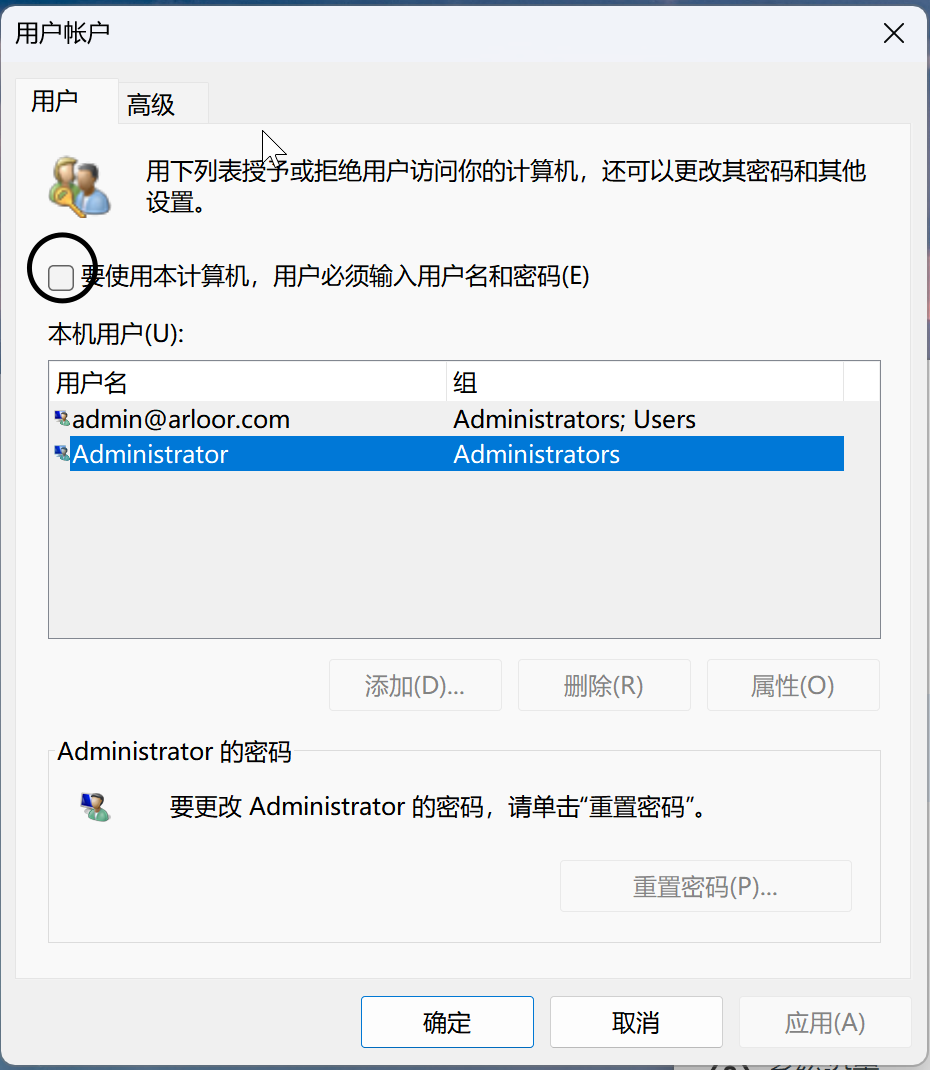 用户帐户
用户
高级
用下列表授予或拒绝用户访问你的计算机，还可以更改其密码和其他
设置。
要使用本计算机，用户必须输入用户名和密码(E)
本机用户(U):
用户名 组
admin@arloor.com Administrators; Users
Administrator Administrators
添加(D)... 删除(R) 属性(O)
Administrator 的密码
要更改 Administrator 的密码，请单击“重置密码”。
重置密码(P)...
确定 取消 应用(A)